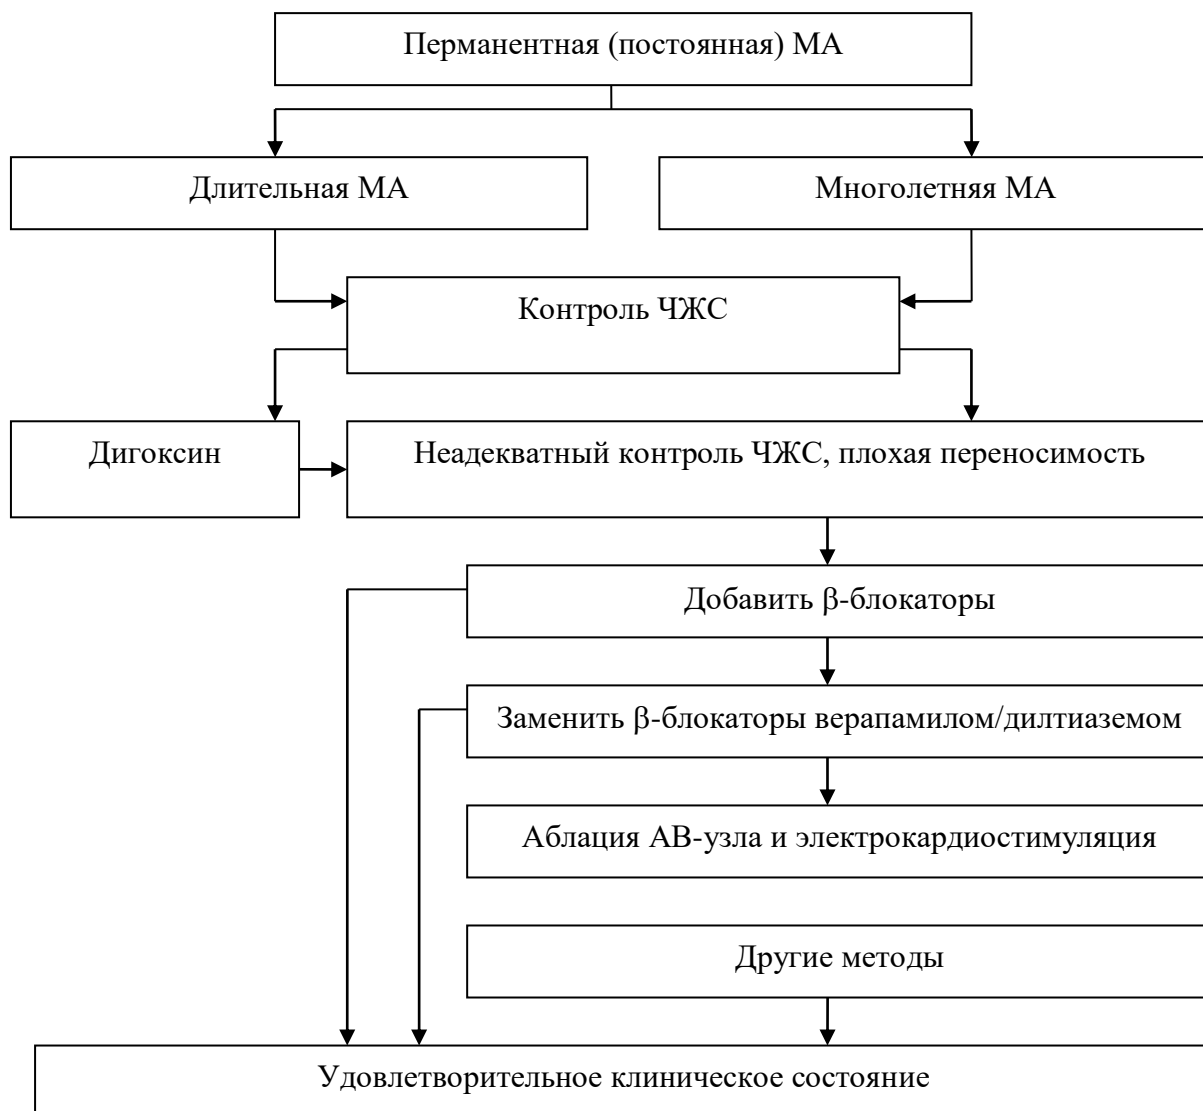 Перманентная (постоянная) МА
Длительная МА
Многолетняя МА
Контроль ЧЖС
Дигоксин
Неадекватный контроль ЧЖС, плохая переносимость
Добавить β-блокаторы
Заменить β-блокаторы верапамилом/дилтиаземом
Аблация АВ-узла и электрокардиостимуляция
Другие методы
Удовлетворительное клиническое состояние